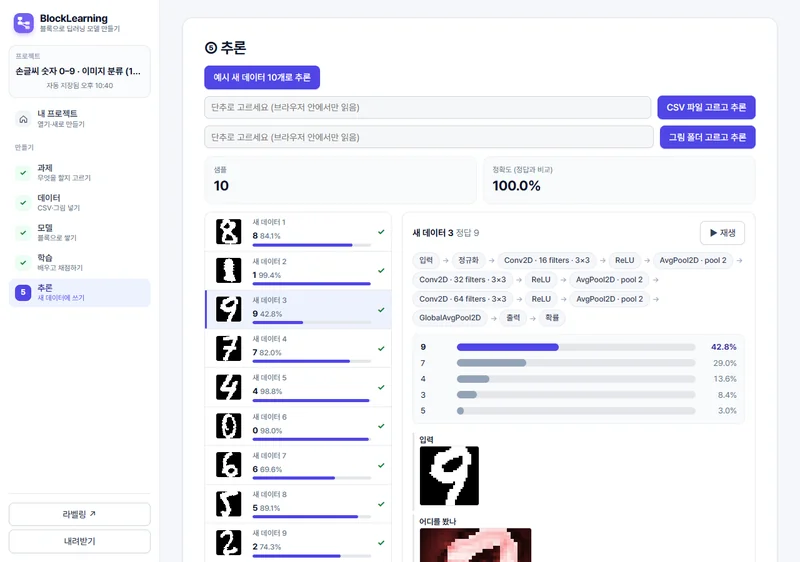 BlockLearning
블록으로 딥러닝 모델 만들기
프로젝트
손글씨 숫자 0–9 · 이미지 분류 (1...
자동 저장됨 오후 10:40
내 프로젝트
열기·새로 만들기
만들기
과제
무엇을 할지 고르기
데이터
CSV·그림 넣기
모델
블록으로 쌓기
학습
배우고 채점하기
5 추론
새 데이터에 쓰기
라벨링 ↗
내려받기
⑤ 추론
예시 새 데이터 10개로 추론
단추로 고르세요 (브라우저 안에서만 읽음)
CSV 파일 고르고 추론
단추로 고르세요 (브라우저 안에서만 읽음)
그림 폴더 고르고 추론
샘플
10
정확도 (정답과 비교)
100.0%
새 데이터 1
8 84.1%
새 데이터 2
1 99.4%
새 데이터 3
9 42.8%
새 데이터 4
7 82.0%
새 데이터 5
4 98.8%
새 데이터 6
0 98.0%
새 데이터 7
6 69.6%
새 데이터 8
5 89.1%
새 데이터 9
2 74.3%
새 데이터 3 정답 9
▶ 재생
입력 → 정규화 → Conv2D · 16 filters · 3×3 → ReLU → AvgPool2D · pool 2 →
Conv2D · 32 filters · 3×3 → ReLU → AvgPool2D · pool 2 →
Conv2D · 64 filters · 3×3 → ReLU → AvgPool2D · pool 2 →
GlobalAvgPool2D → 출력 → 확률
9 42.8%
7 29.0%
4 13.6%
3 8.4%
5 3.0%
입력
9
어디를 봤나